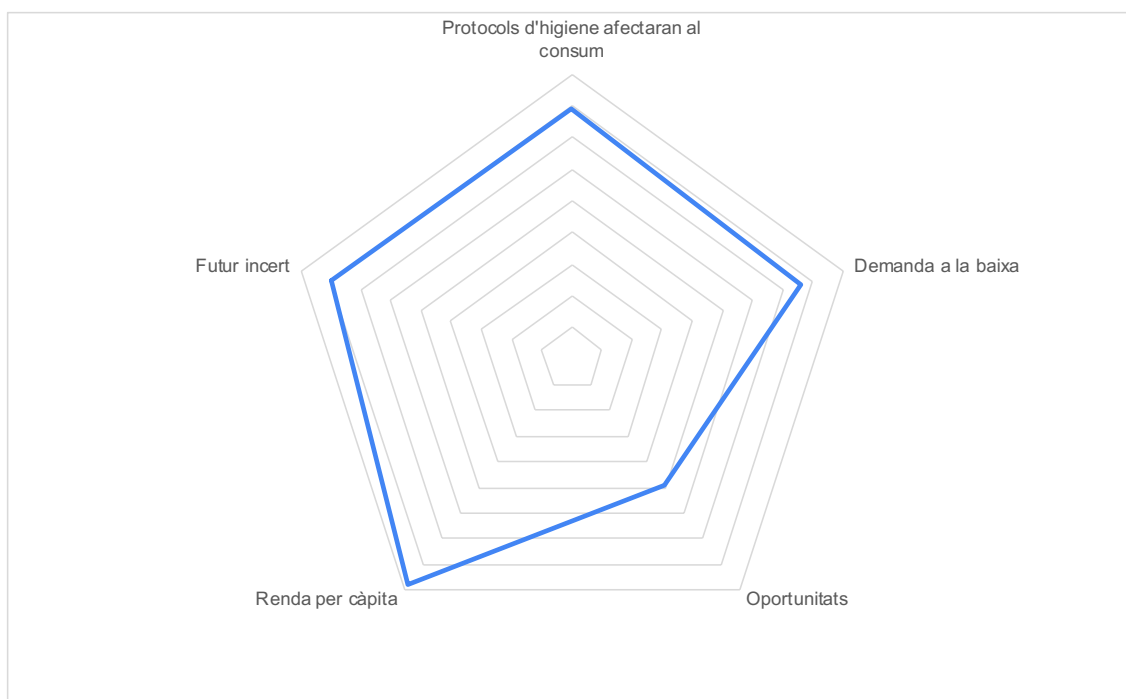 Protocols d'higiene afectaran al
consum
Futur incert
Demanda a la baixa
Renda per càpita
Oportunitats